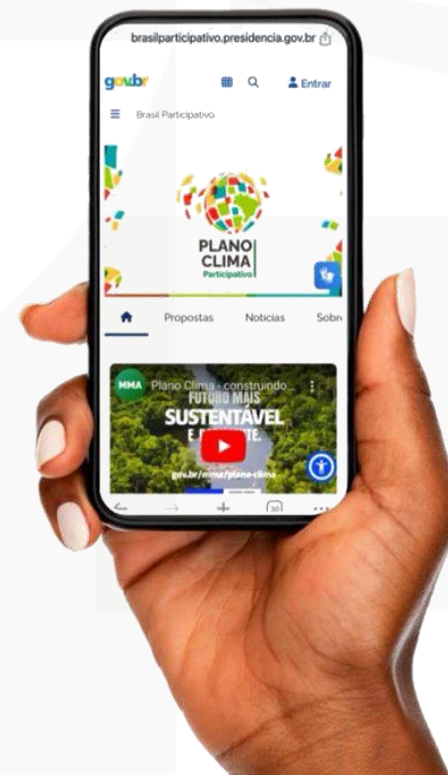 brasilparticipativo.presidencia.gov.br
gov.br
Entrar
Brasil Participativo
PLANO
CLIMA
Participativo
Propostas
Notícias
MMA
Plano Clima - construindo...
FUTURO MAIS
SUSTENTÁVEL
gov.br/mma/plano-clima
30